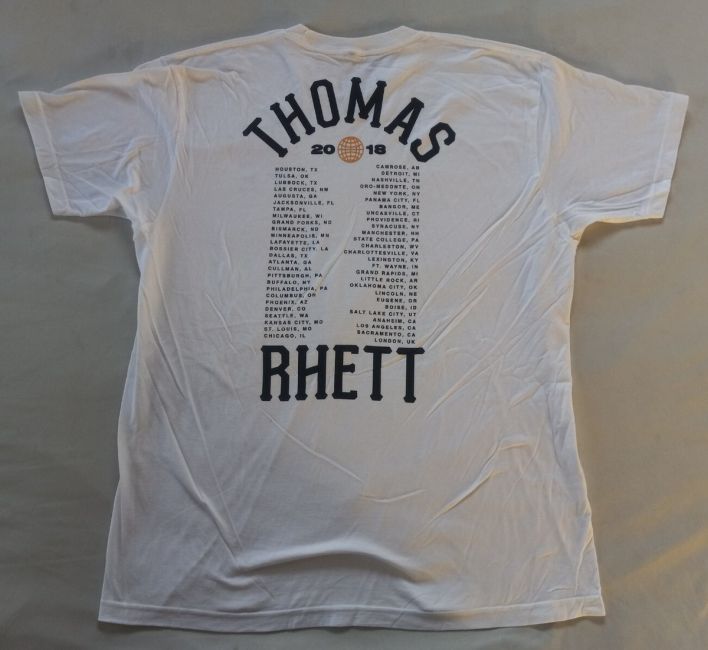 THOMAS
20 18
HOUSTON, TX
TULSA, OK
LUBBOCK, TX
LAS CRUCES, NM
AUGUSTA, GA
JACKSONVILLE, FL
TAMPA, FL
MILWAUKEE, WI
GRAND FORKS, ND
BISMARCK, ND
MINNEAPOLIS, MN
LAFAYETTE, LA
BOSSIER CITY, LA
DALLAS, TX
ATLANTA, GA
CULLMAN, AL
PITTSBURGH, PA
BUFFALO, NY
PHILADELPHIA, PA
COLUMBUS, OH
PHOENIX, AZ
DENVER, CO
SEATTLE, WA
KANSAS CITY, MO
ST. LOUIS, MO
CHICAGO, IL
CAMROSE, AB
DETROIT, MI
NASHVILLE, TN
ORO-MEDONTE, ON
NEW YORK, NY
PANAMA CITY, FL
BANGOR, ME
UNCASVILLE, CT
PROVIDENCE, RI
SYRACUSE, NY
MANCHESTER, NH
STATE COLLEGE, PA
CHARLESTON, WV
CHARLOTTESVILLE, VA
LEXINGTON, KY
FT. WAYNE, IN
GRAND RAPIDS, MI
LITTLE ROCK, AR
OKLAHOMA CITY, OK
LINCOLN, NE
EUGENE, OR
BOISE, ID
SALT LAKE CITY, UT
ANAHEIM, CA
LOS ANGELES, CA
SACRAMENTO, CA
LONDON, UK
RHETT